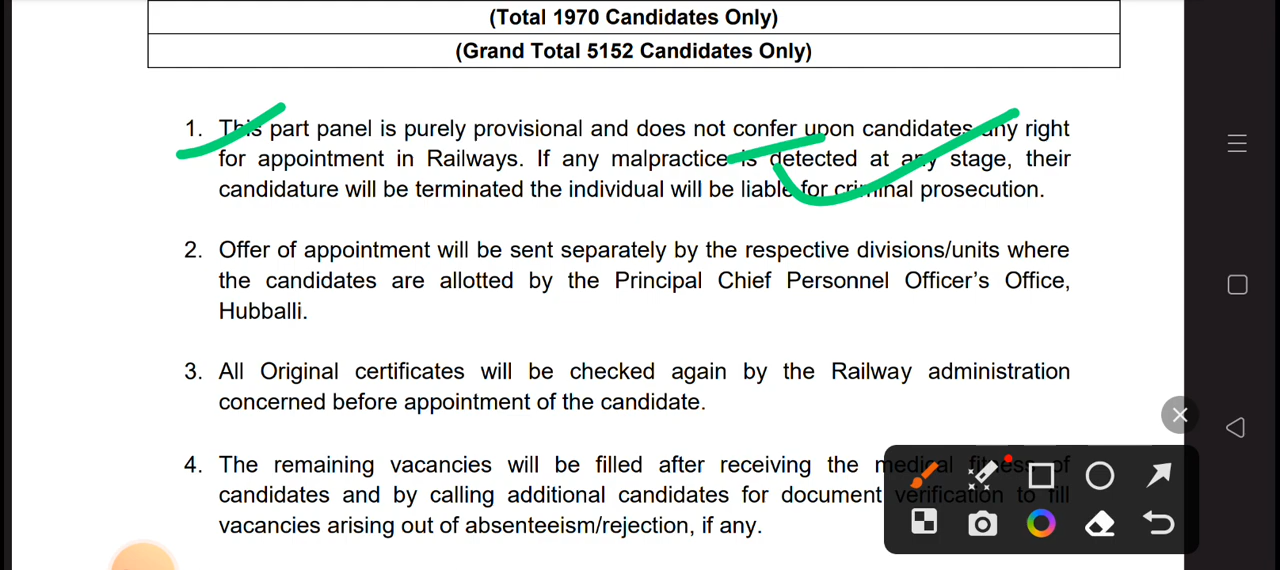 (Total 1970 Candidates Only)
(Grand Total 5152 Candidates Only)
1. This part panel is purely provisional and does not confer upon candidates any right
for appointment in Railways. If any malpractice is detected at any stage, their
candidature will be terminated the individual will be liable for criminal prosecution.
2. Offer of appointment will be sent separately by the respective divisions/units where
the candidates are allotted by the Principal Chief Personnel Officer's Office,
Hubballi.
3. All Original certificates will be checked again by the Railway administration
concerned before appointment of the candidate.
4. The remaining vacancies will be filled after receiving the medical fitness of
candidates and by calling additional candidates for document verification to fill
vacancies arising out of absenteeism/rejection, if any.